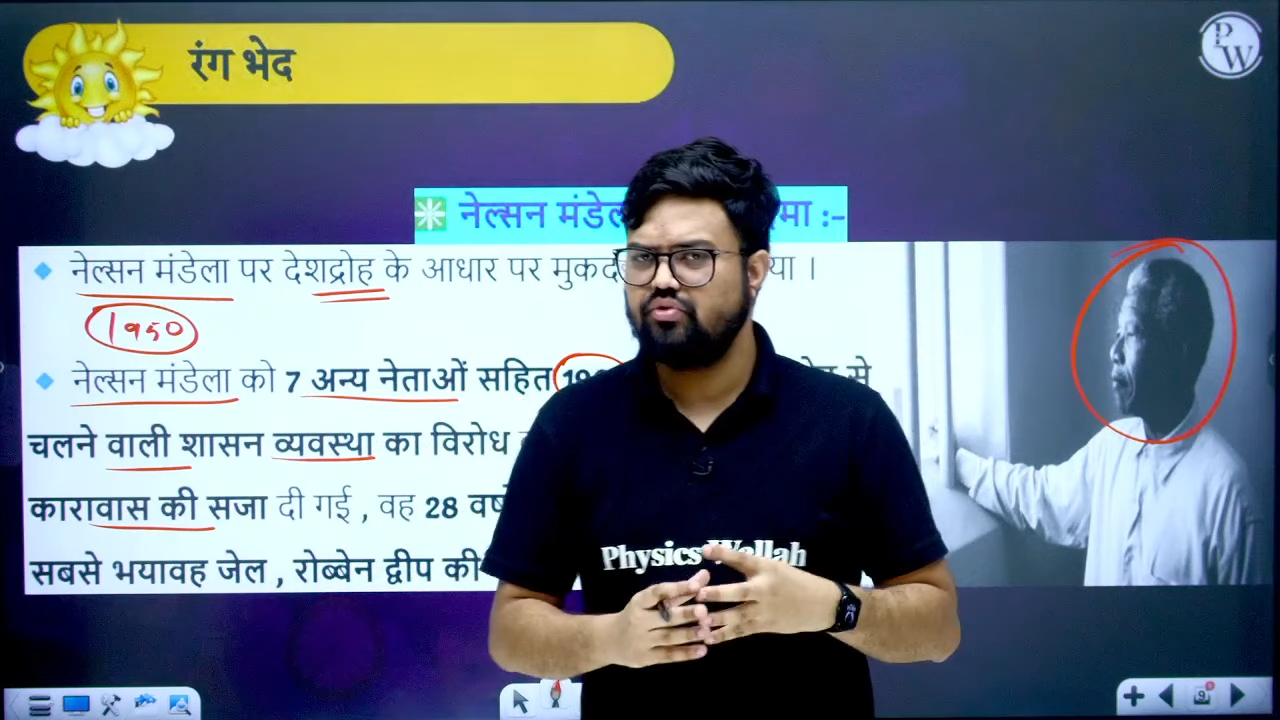 रंग भेद
PW
नेल्सन मंडेल मा :-
नेल्सन मंडेला पर देशद्रोह के आधार पर मुकद या ।
1950
नेल्सन मंडेला को 7 अन्य नेताओं सहित से
चलने वाली शासन व्यवस्था का विरोध
कारावास की सजा दी गई , वह 28
सबसे भयावह जेल , रोब्बेन द्वीप की
Physics Wallah